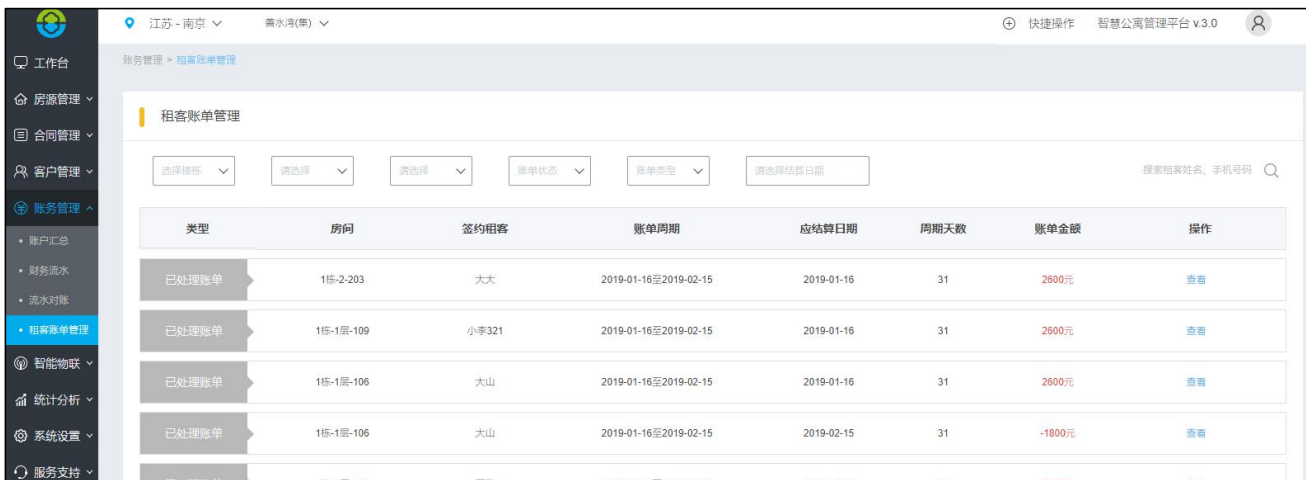 江苏 - 南京 善水湾(集) 快捷操作 智慧公寓管理平台 v.3.0
工作台
房源管理
合同管理
客户管理
账务管理
• 账户汇总
• 财务流水
• 流水对账
• 租客账单管理
智能物联
统计分析
系统设置
服务支持
账务管理 > 租客账单管理
租客账单管理
选择楼栋 请选择 请选择 账单状态 账单类型 请选择结算日期 搜索租客姓名、手机号码
类型 房间 签约租客 账单周期 应结算日期 周期天数 账单金额 操作
已处理账单 1栋-2-203 大大 2019-01-16至2019-02-15 2019-01-16 31 2600元 查看
已处理账单 1栋-1层-109 小李321 2019-01-16至2019-02-15 2019-01-16 31 2600元 查看
已处理账单 1栋-1层-106 大山 2019-01-16至2019-02-15 2019-01-16 31 2600元 查看
已处理账单 1栋-1层-106 大山 2019-01-16至2019-02-15 2019-02-15 31 -1800元 查看